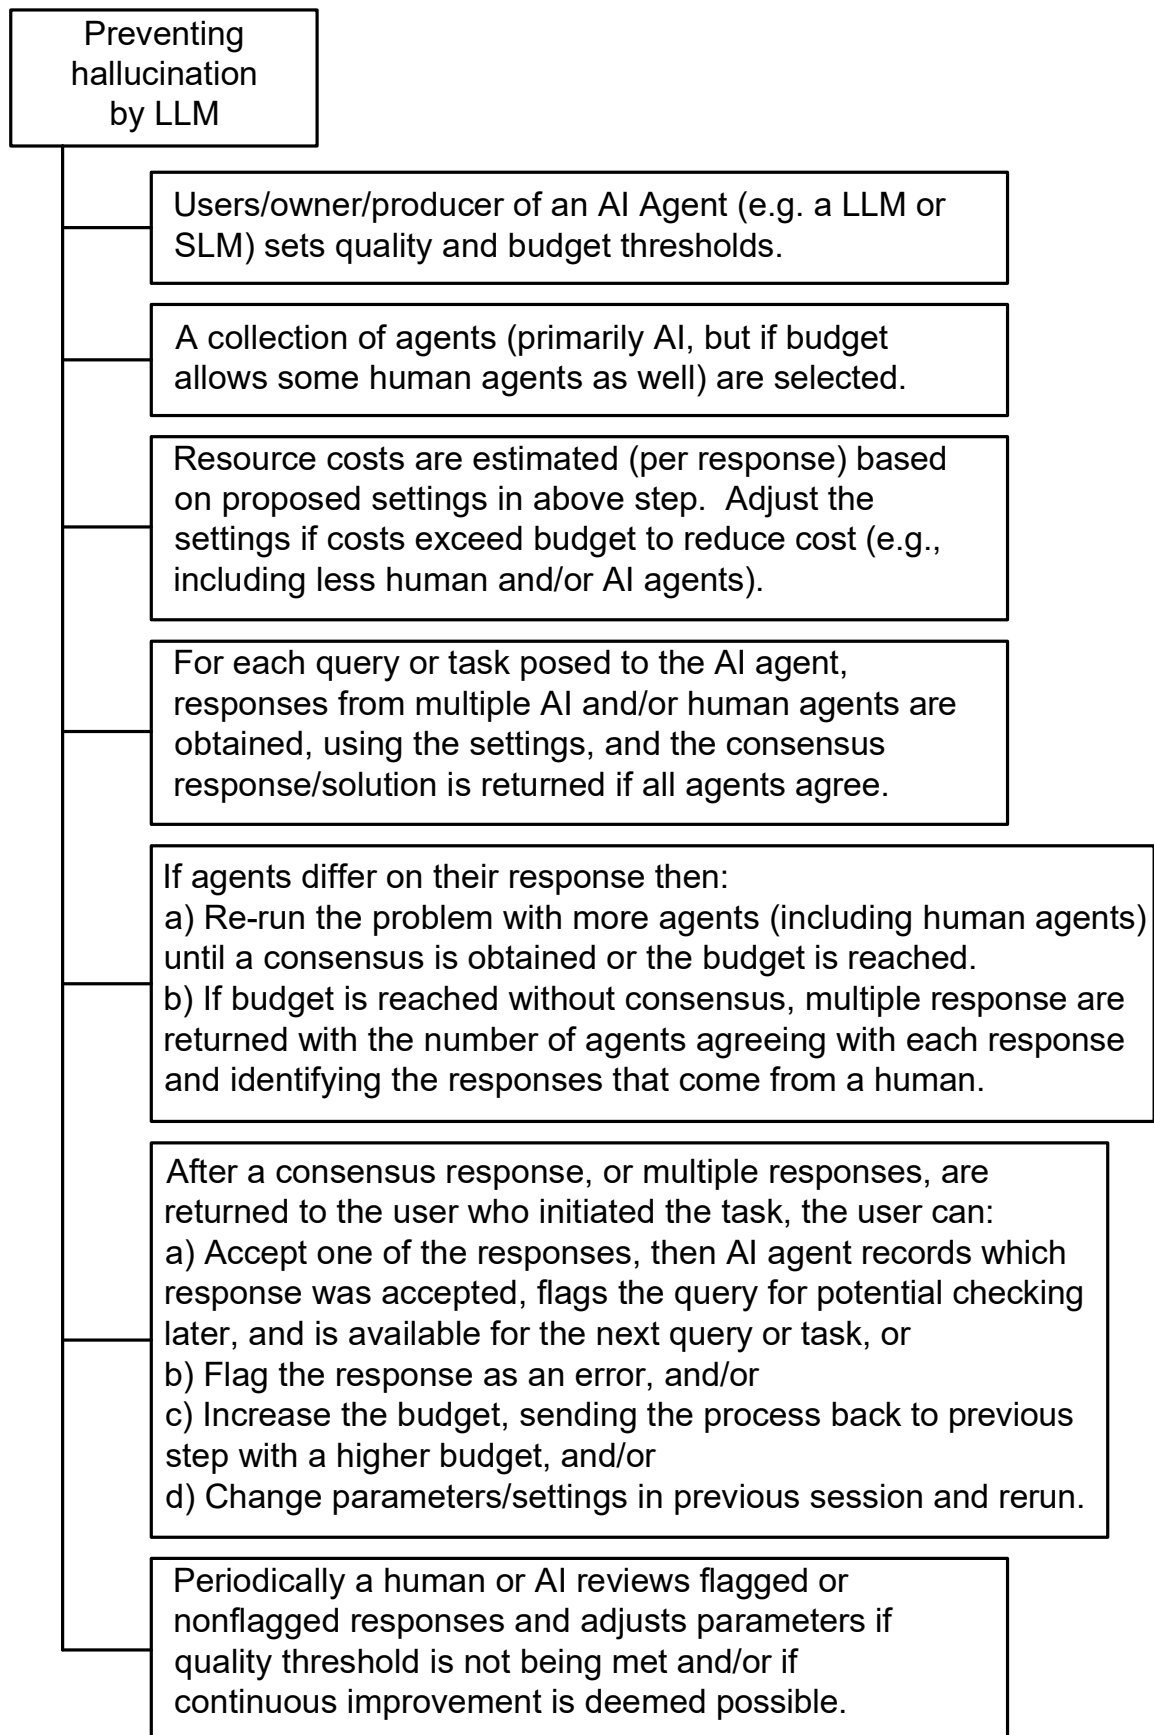 Preventing
hallucination
by LLM
Users/owner/producer of an AI Agent (e.g. a LLM or
SLM) sets quality and budget thresholds.
A collection of agents (primarily AI, but if budget
allows some human agents as well) are selected.
Resource costs are estimated (per response) based
on proposed settings in above step.  Adjust the
settings if costs exceed budget to reduce cost (e.g.,
including less human and/or AI agents).
For each query or task posed to the AI agent,
responses from multiple AI and/or human agents are
obtained, using the settings, and the consensus
response/solution is returned if all agents agree.
If agents differ on their response then:
a) Re-run the problem with more agents (including human agents)
until a consensus is obtained or the budget is reached.
b) If budget is reached without consensus, multiple response are
returned with the number of agents agreeing with each response
and identifying the responses that come from a human.
After a consensus response, or multiple responses, are
returned to the user who initiated the task, the user can:
a) Accept one of the responses, then AI agent records which
response was accepted, flags the query for potential checking
later, and is available for the next query or task, or
b) Flag the response as an error, and/or
c) Increase the budget, sending the process back to previous
step with a higher budget, and/or
d) Change parameters/settings in previous session and rerun.
Periodically a human or AI reviews flagged or
nonflagged responses and adjusts parameters if
quality threshold is not being met and/or if
continuous improvement is deemed possible.